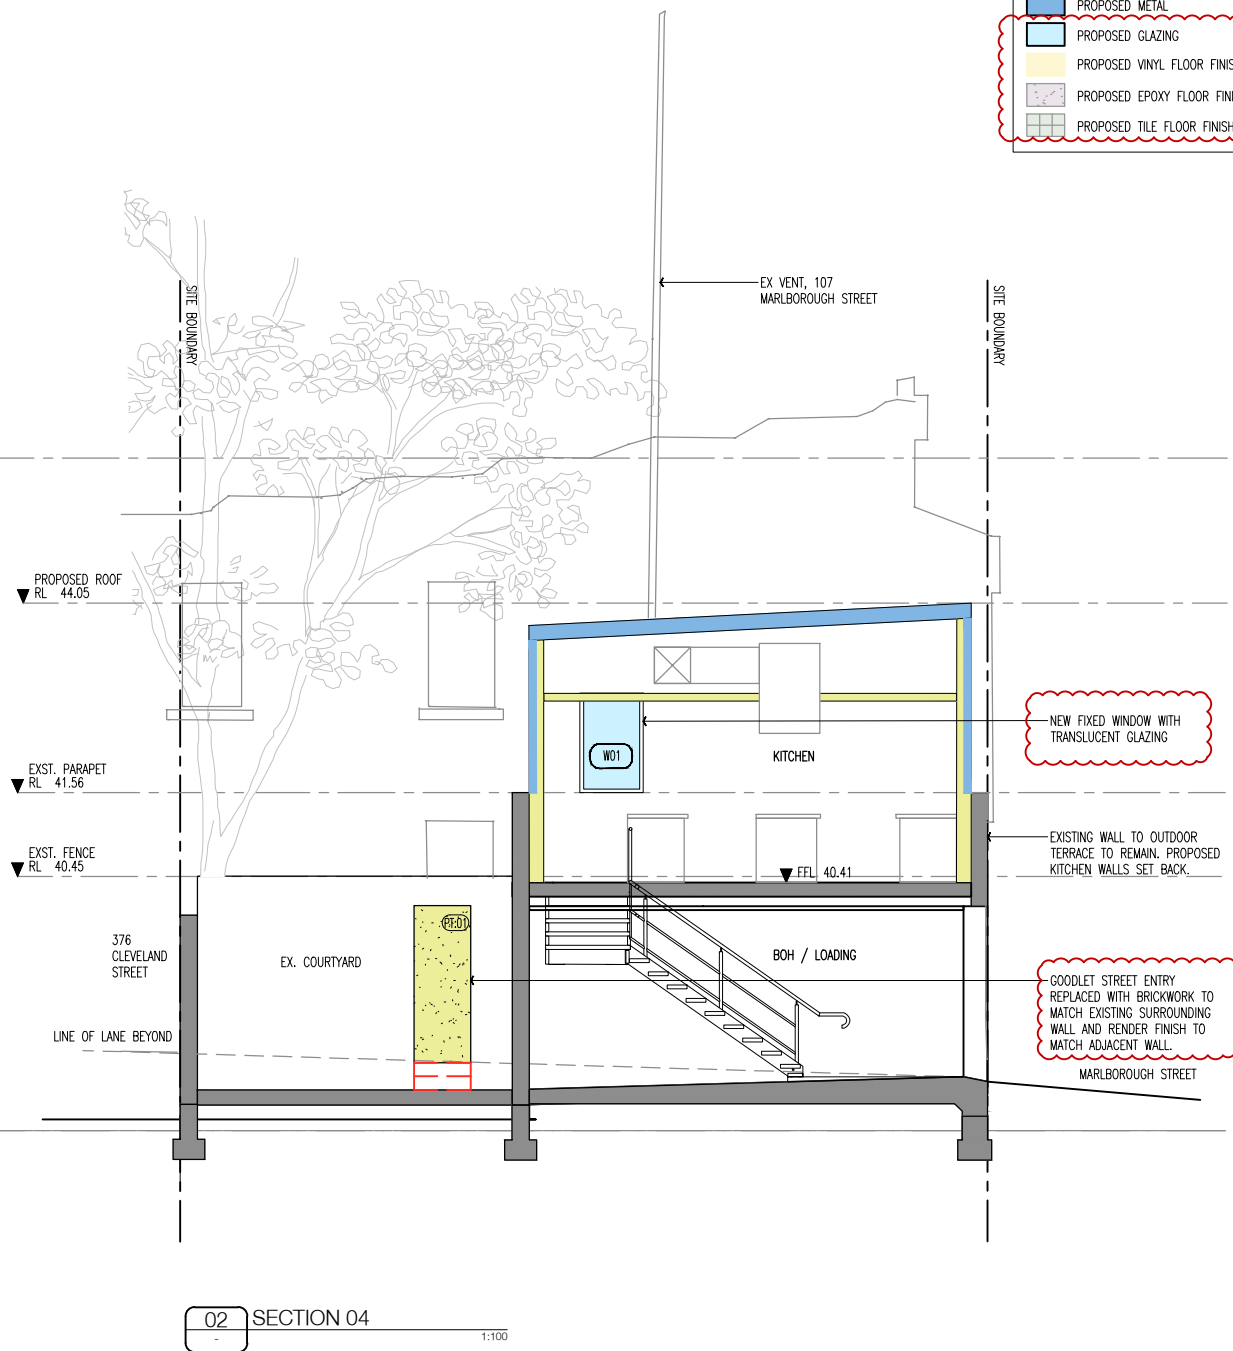 PROPOSED METAL
PROPOSED GLAZING
PROPOSED VINYL FLOOR FINIS
PROPOSED EPOXY FLOOR FINI
PROPOSED TILE FLOOR FINISH
EX VENT, 107
MARLBOROUGH STREET
SITE BOUNDARY
SITE BOUNDARY
PROPOSED ROOF
RL 44.05
NEW FIXED WINDOW WITH
TRANSLUCENT GLAZING
W01
KITCHEN
EXST. PARAPET
RL 41.56
EXISTING WALL TO OUTDOOR
TERRACE TO REMAIN. PROPOSED
KITCHEN WALLS SET BACK.
EXST. FENCE
RL 40.45
FFL 40.41
PT:01
376
CLEVELAND
STREET
EX. COURTYARD
BOH / LOADING
GOODLET STREET ENTRY
REPLACED WITH BRICKWORK TO
MATCH EXISTING SURROUNDING
WALL AND RENDER FINISH TO
MATCH ADJACENT WALL.
LINE OF LANE BEYOND
MARLBOROUGH STREET
02 SECTION 04
-
1:100